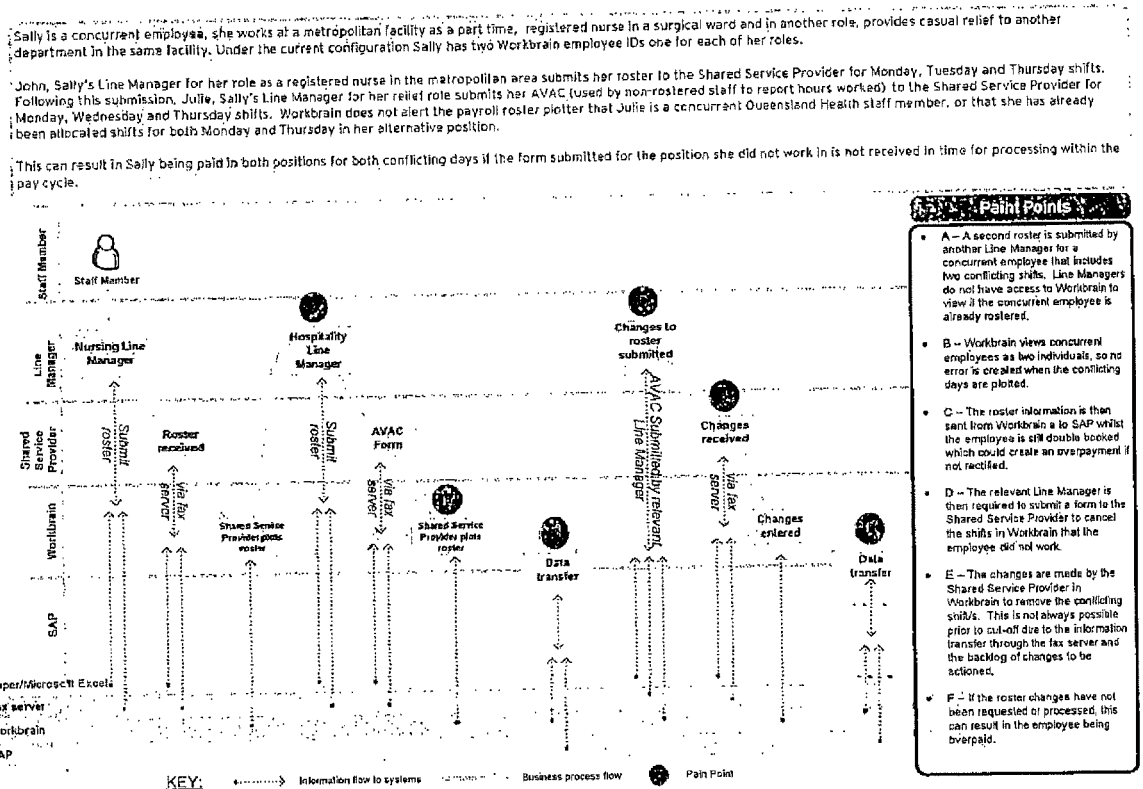 Sally is a concurrent employee, she works at a metropolitan facility as a part time, registered nurse in a surgical ward and in another role, provides casual relief to another
department in the same facility. Under the current configuration Sally has two Workbrain employee IDs one for each of her roles.
John, Sally's Line Manager for her role as a registered nurse in the metropolitan area submits her roster to the Shared Service Provider for Monday, Tuesday and Thursday shifts.
Following this submission, Julie, Sally's Line Manager for her relief role submits her AVAC (used by non-rostered staff to report hours worked) to the Shared Service Provider for
Monday, Wednesday and Thursday shifts. Workbrain does not alert the payroll roster plotter that Julie is a concurrent Queensland Health staff member, or that she has already
been allocated shifts for both Monday and Thursday in her alternative position.
This can result in Sally being paid in both positions for both conflicting days if the form submitted for the position she did not work in is not received in time for processing within the
pay cycle.
Staff Member
Staff Member
Line
Manager
Nursing Line
Manager
Hospitality
Line
Manager
Changes to
roster
submitted
Shared
Service
Provider
Submit
roster
Roster
received
via fax
server
Submit
roster
AVAC
Form
via fax
server
AVAC Submitted by relevant
Line Manager
Changes
received
via fax
server
Workbrain
Shared Service
Provider plots
roster
Shared Service
Provider plots
roster
Data
transfer
Changes
entered
Data
transfer
SAP
aper/Microsoft Excel
ax server
orkbrain
AP
KEY:
Information flow to systems
Business process flow
Pain Point
Paint Points
• A – A second roster is submitted by
another Line Manager for a
concurrent employee that includes
two conflicting shifts. Line Managers
do not have access to Workbrain to
view if the concurrent employee is
already rostered.
• B – Workbrain views concurrent
employees as two individuals, so no
error is created when the conflicting
days are plotted.
• C – The roster information is then
sent from Workbrain a to SAP whilst
the employee is still double booked
which could create an overpayment if
not rectified.
• D – The relevant Line Manager is
then required to submit a form to the
Shared Service Provider to cancel
the shifts in Workbrain that the
employee did not work.
• E – The changes are made by the
Shared Service Provider in
Workbrain to remove the conflicting
shift/s. This is not always possible
prior to cut-off due to the information
transfer through the fax server and
the backlog of changes to be
actioned.
• F – If the roster changes have not
been requested or processed, this
can result in the employee being
overpaid.